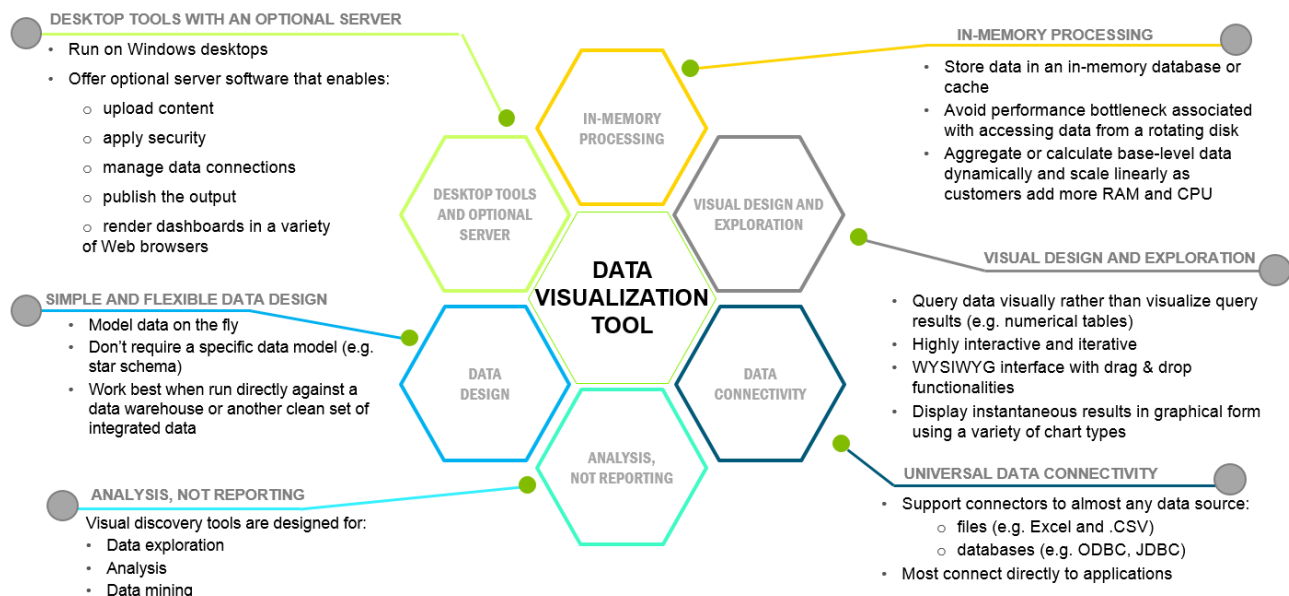 DESKTOP TOOLS WITH AN OPTIONAL SERVER
• Run on Windows desktops
• Offer optional server software that enables:
o upload content
o apply security
o manage data connections
o publish the output
o render dashboards in a variety
of Web browsers
SIMPLE AND FLEXIBLE DATA DESIGN
• Model data on the fly
• Don’t require a specific data model (e.g.
star schema)
• Work best when run directly against a
data warehouse or another clean set of
integrated data
ANALYSIS, NOT REPORTING
Visual discovery tools are designed for:
• Data exploration
• Analysis
• Data mining
IN-MEMORY
PROCESSING
DESKTOP TOOLS
AND OPTIONAL
SERVER
VISUAL DESIGN AND
EXPLORATION
DATA
VISUALIZATION
TOOL
DATA
DESIGN
DATA
CONNECTIVITY
ANALYSIS,
NOT REPORTING
IN-MEMORY PROCESSING
• Store data in an in-memory database or
cache
• Avoid performance bottleneck associated
with accessing data from a rotating disk
• Aggregate or calculate base-level data
dynamically and scale linearly as
customers add more RAM and CPU
VISUAL DESIGN AND EXPLORATION
• Query data visually rather than visualize query
results (e.g. numerical tables)
• Highly interactive and iterative
• WYSIWYG interface with drag & drop
functionalities
• Display instantaneous results in graphical form
using a variety of chart types
UNIVERSAL DATA CONNECTIVITY
• Support connectors to almost any data source:
o files (e.g. Excel and .CSV)
o databases (e.g. ODBC, JDBC)
• Most connect directly to applications